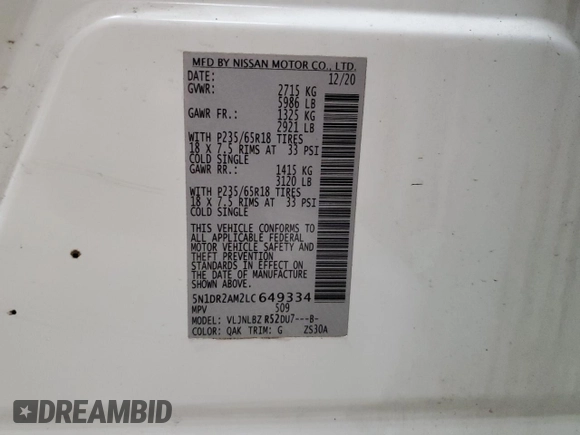 MFD BY NISSAN MOTOR CO., LTD.
DATE: 12/20
GVWR: 2715 KG
5986 LB
GAWR FR.: 1325 KG
2921 LB
WITH P235/65R18 TIRES
18 X 7.5 RIMS AT 33 PSI
COLD SINGLE
GAWR RR.: 1415 KG
3120 LB
WITH P235/65R18 TIRES
18 X 7.5 RIMS AT 33 PSI
COLD SINGLE
THIS VEHICLE CONFORMS TO
ALL APPLICABLE FEDERAL
MOTOR VEHICLE SAFETY AND
THEFT PREVENTION
STANDARDS IN EFFECT ON
THE DATE OF MANUFACTURE
SHOWN ABOVE.
5N1DR2AM2LC649334
MPV 509
MODEL: VLJNLBZ R52DU7---B-
COLOR: QAK TRIM: G ZS30A
DREAMBID